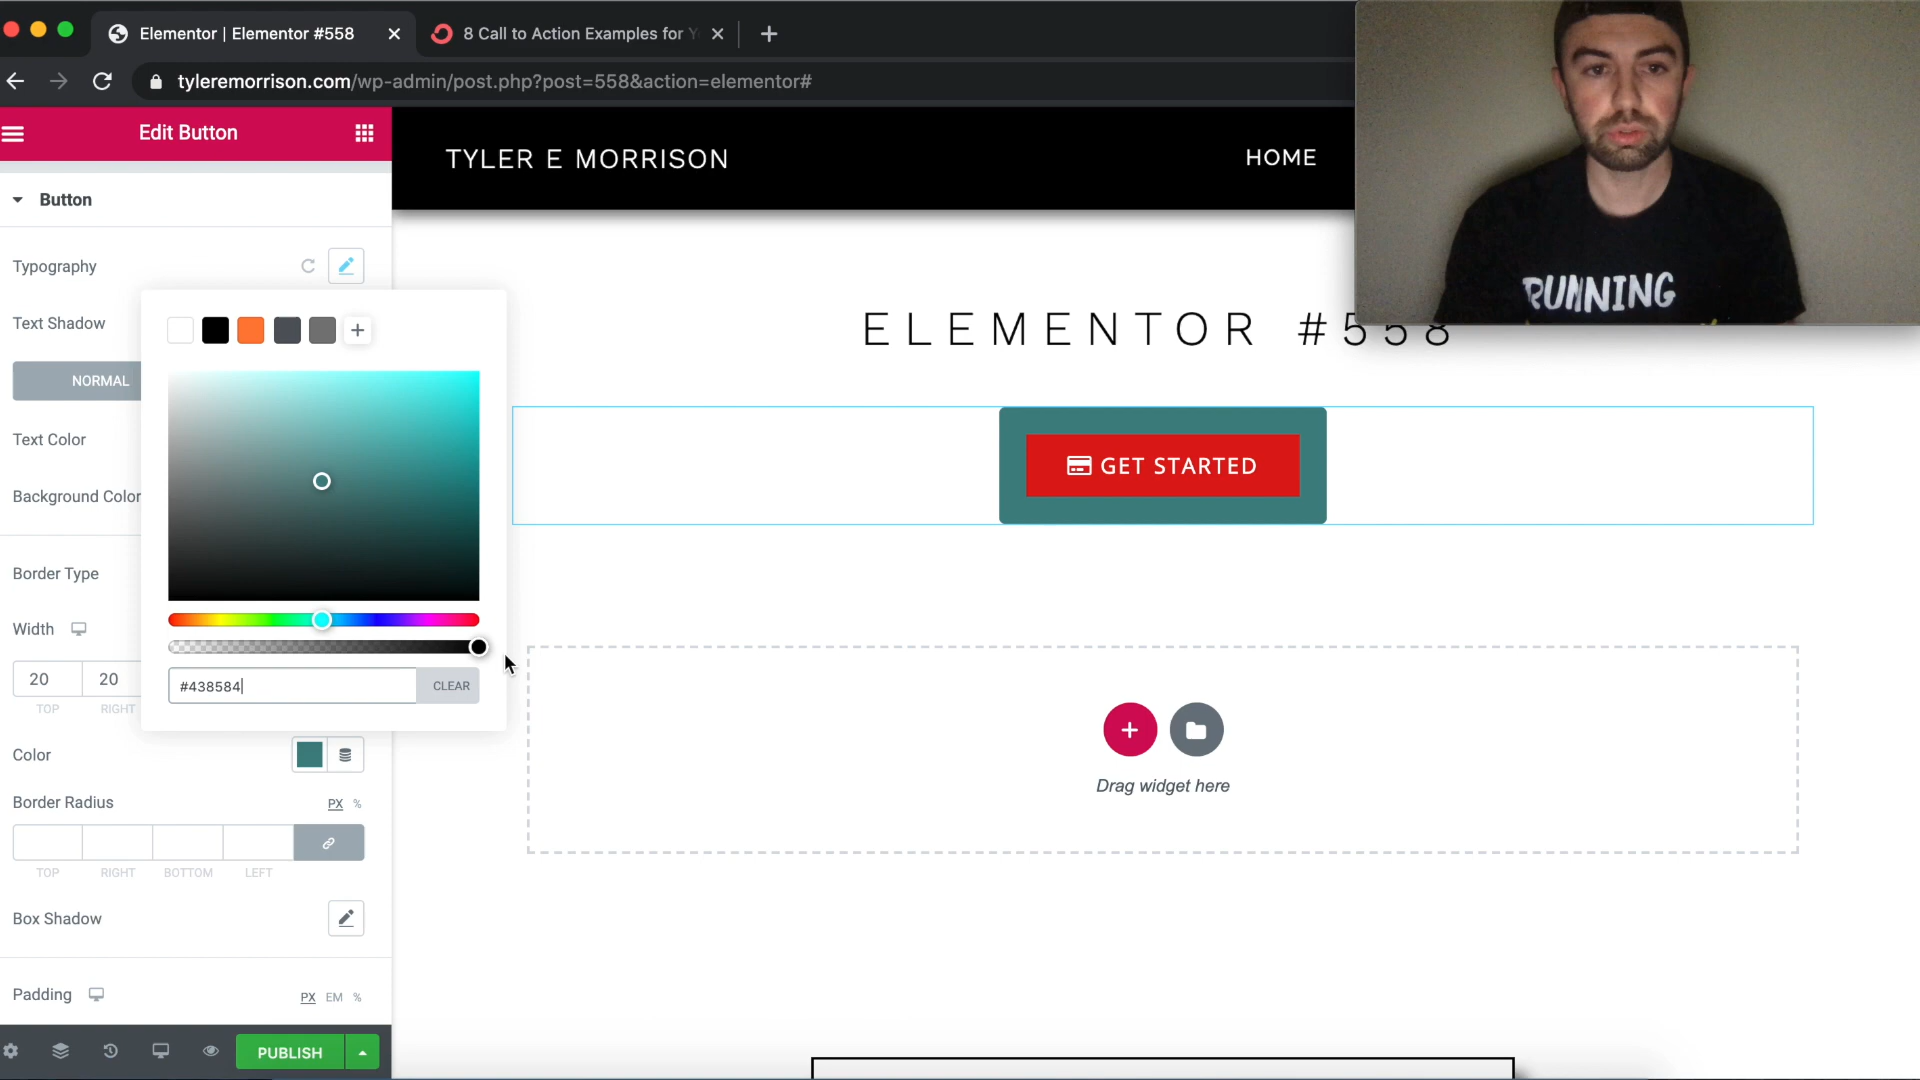 Elementor | Elementor #558
8 Call to Action Examples for
tyleremorrison.com/wp-admin/post.php?post=558&action=elementor#
Edit Button
TYLER E MORRISON
HOME
Button
Typography
Text Shadow
NORMAL
Text Color
Background Color
Border Type
Width
20 20
TOP RIGHT
#438584
CLEAR
Color
Border Radius
PX %
TOP RIGHT BOTTOM LEFT
Box Shadow
Padding
PX EM %
PUBLISH
ELEMENTOR #558
GET STARTED
Drag widget here
RUNNING